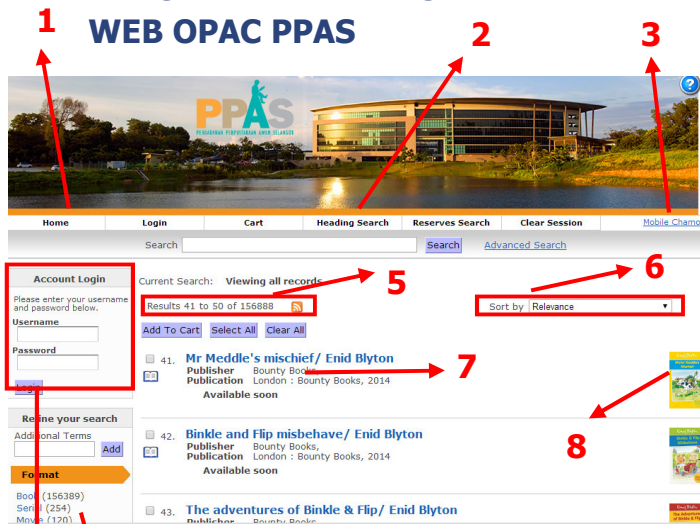 WEB OPAC PPAS
1
2
3
PPAS
PERBADANAN PERPUSTAKAAN AWAM SELANGOR
?
Home Login Cart Heading Search Reserves Search Clear Session Mobile Chamo
Search Search Advanced Search
Account Login
Please enter your username
and password below.
Username
Password
Login
Refine your search
Additional Terms
Add
Format
Book (156389)
Serial (254)
Movie (120)
Current Search: Viewing all records
5
6
Results 41 to 50 of 156888
Sort by Relevance
Add To Cart Select All Clear All
41. Mr Meddle's mischief/ Enid Blyton
Publisher Bounty Books,
7
Publication London : Bounty Books, 2014
Available soon
8
42. Binkle and Flip misbehave/ Enid Blyton
Publisher Bounty Books,
Publication London : Bounty Books, 2014
Available soon
43. The adventures of Binkle & Flip/ Enid Blyton
Publisher Bounty Books,